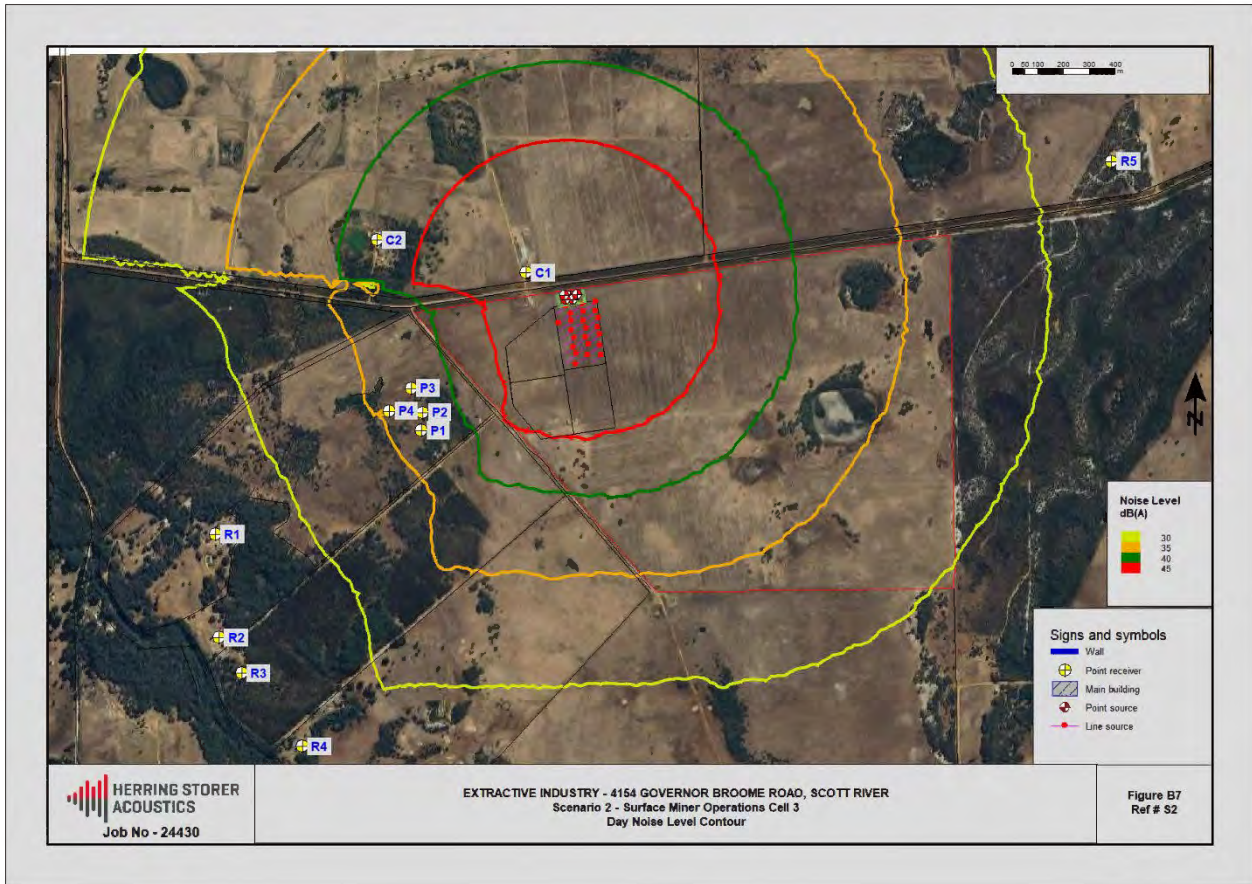 0 50 100 200 300 400
m
R5
C2
C1
P3
P4
P2
P1
R1
R2
R3
R4
N
Noise Level
dB(A)
30
35
40
45
Signs and symbols
Wall
Point receiver
Main building
Point source
Line source
HERRING STORER
ACOUSTICS
Job No - 24430
EXTRACTIVE INDUSTRY - 4154 GOVERNOR BROOME ROAD, SCOTT RIVER
Scenario 2 - Surface Miner Operations Cell 3
Day Noise Level Contour
Figure B7
Ref # S2